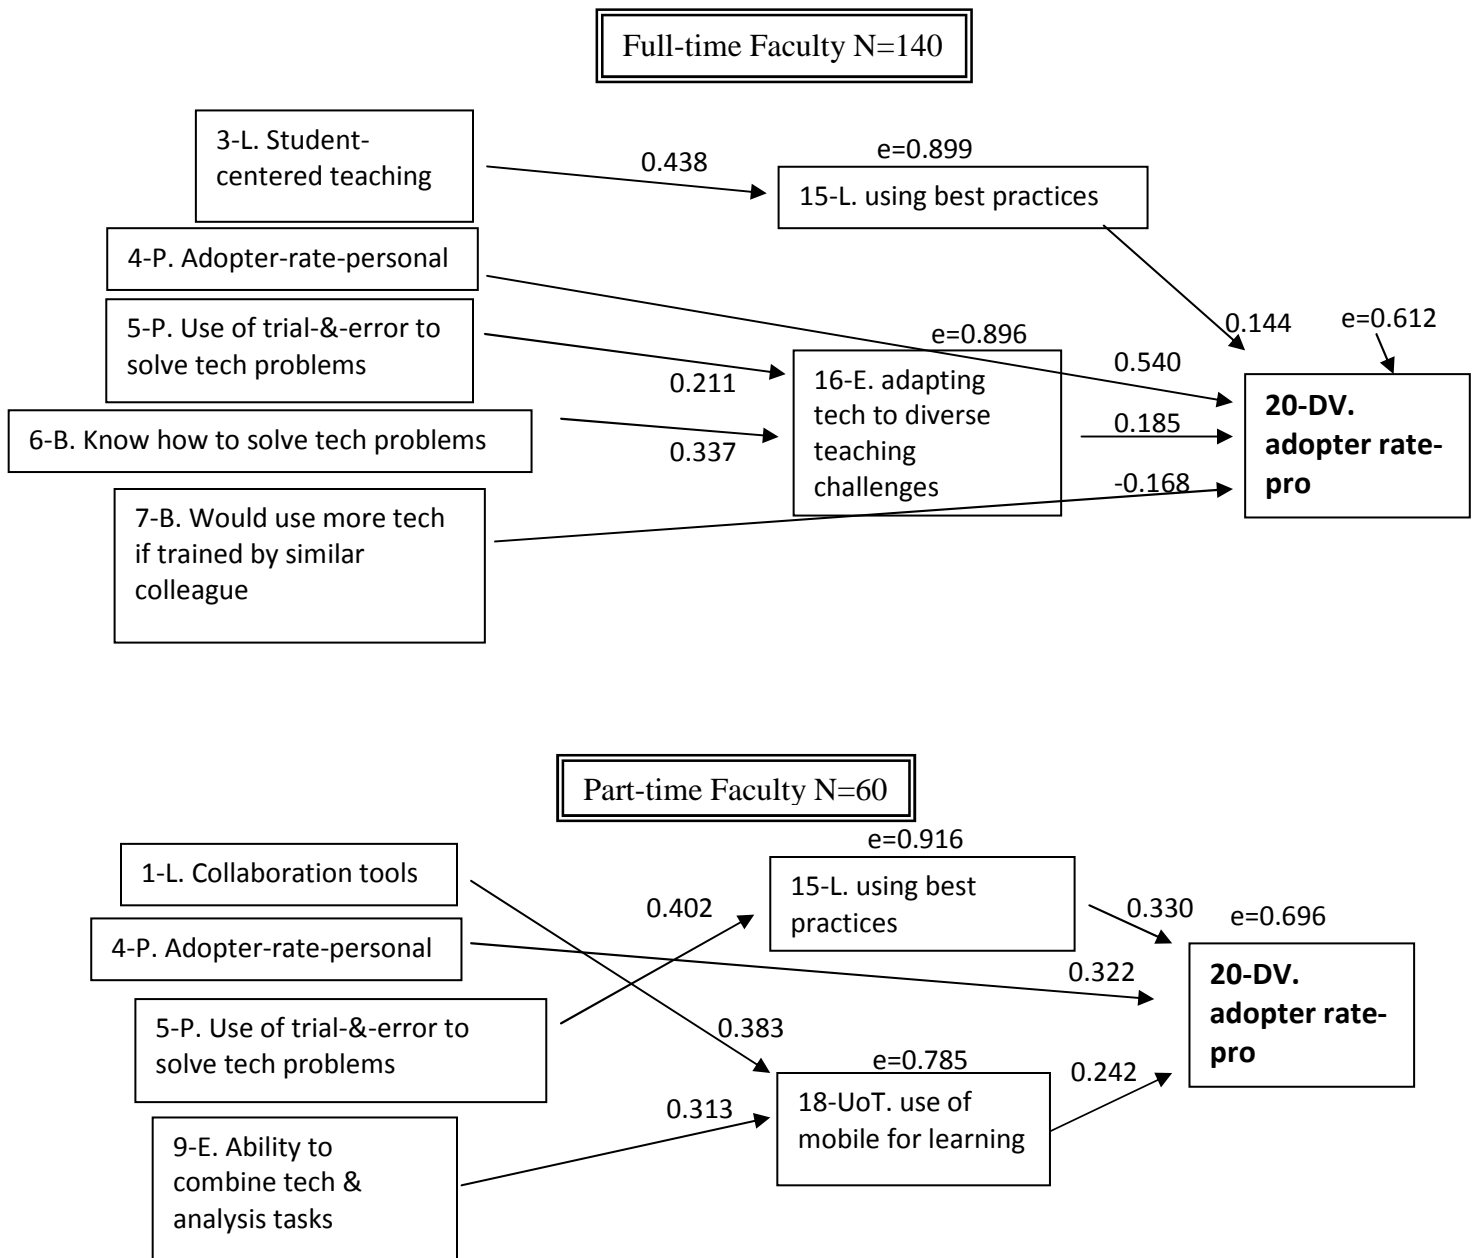 Full-time Faculty N=140
3-L. Student-
centered teaching
0.438
e=0.899
15-L. using best practices
4-P. Adopter-rate-personal
5-P. Use of trial-&-error to
solve tech problems
0.211
6-B. Know how to solve tech problems
0.337
7-B. Would use more tech
if trained by similar
colleague
e=0.896
16-E. adapting
tech to diverse
teaching
challenges
0.144
e=0.612
0.540
0.185
-0.168
20-DV.
adopter rate-
pro
Part-time Faculty N=60
1-L. Collaboration tools
4-P. Adopter-rate-personal
5-P. Use of trial-&-error to
solve tech problems
9-E. Ability to
combine tech &
analysis tasks
0.402
0.383
0.313
e=0.916
15-L. using best
practices
e=0.785
18-UoT. use of
mobile for learning
0.330
0.322
0.242
e=0.696
20-DV.
adopter rate-
pro